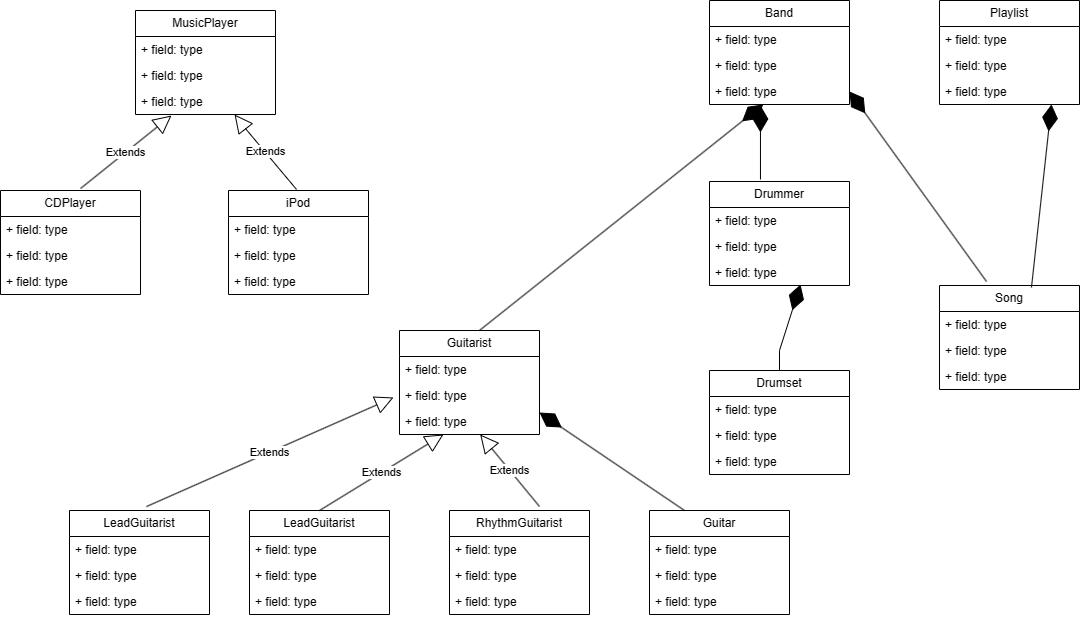 MusicPlayer
+ field: type
+ field: type
+ field: type
Band
+ field: type
+ field: type
+ field: type
Playlist
+ field: type
+ field: type
+ field: type
Extends
Extends
CDPlayer
+ field: type
+ field: type
+ field: type
iPod
+ field: type
+ field: type
+ field: type
Drummer
+ field: type
+ field: type
+ field: type
Song
+ field: type
+ field: type
+ field: type
Guitarist
+ field: type
+ field: type
+ field: type
Drumset
+ field: type
+ field: type
+ field: type
Extends
Extends
Extends
LeadGuitarist
+ field: type
+ field: type
+ field: type
LeadGuitarist
+ field: type
+ field: type
+ field: type
RhythmGuitarist
+ field: type
+ field: type
+ field: type
Guitar
+ field: type
+ field: type
+ field: type